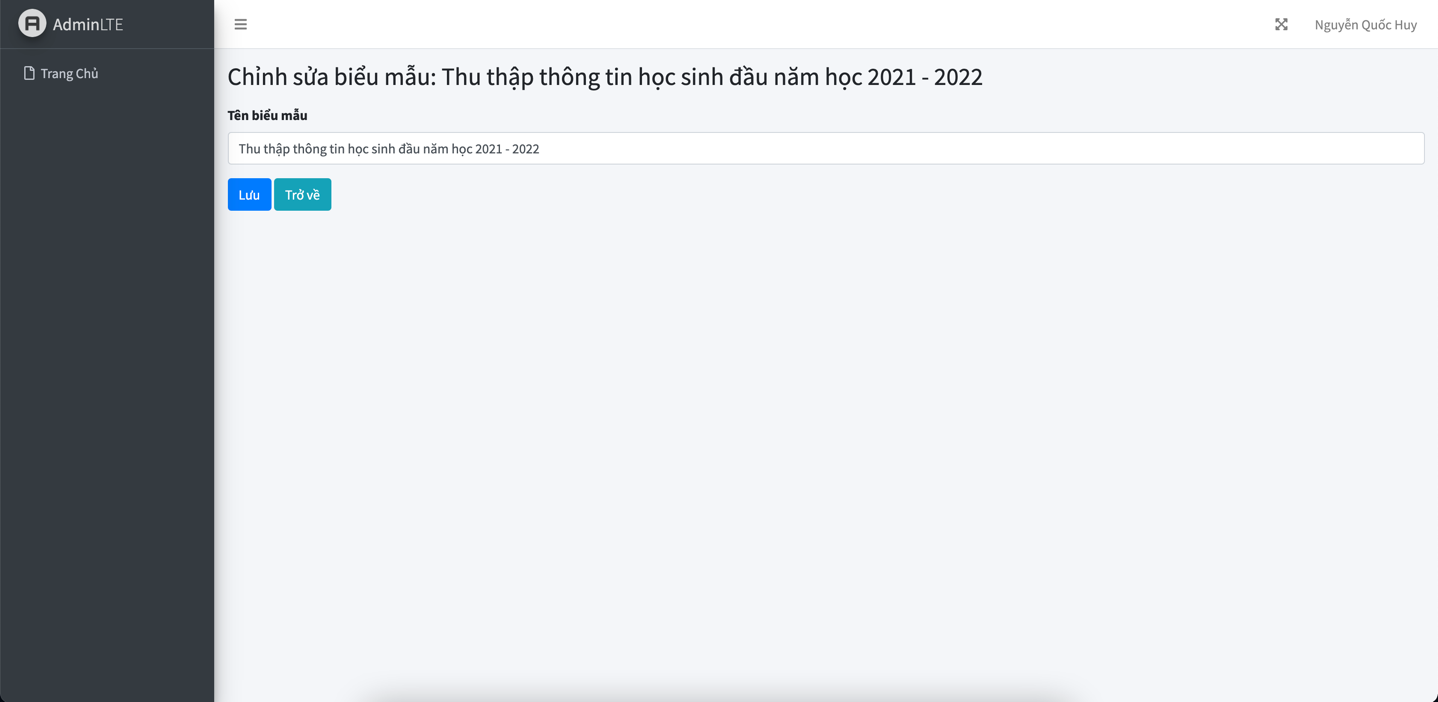 AdminLTE
Nguyễn Quốc Huy
Trang Chủ
Chỉnh sửa biểu mẫu: Thu thập thông tin học sinh đầu năm học 2021 - 2022
Tên biểu mẫu
Thu thập thông tin học sinh đầu năm học 2021 - 2022
Lưu Trở về